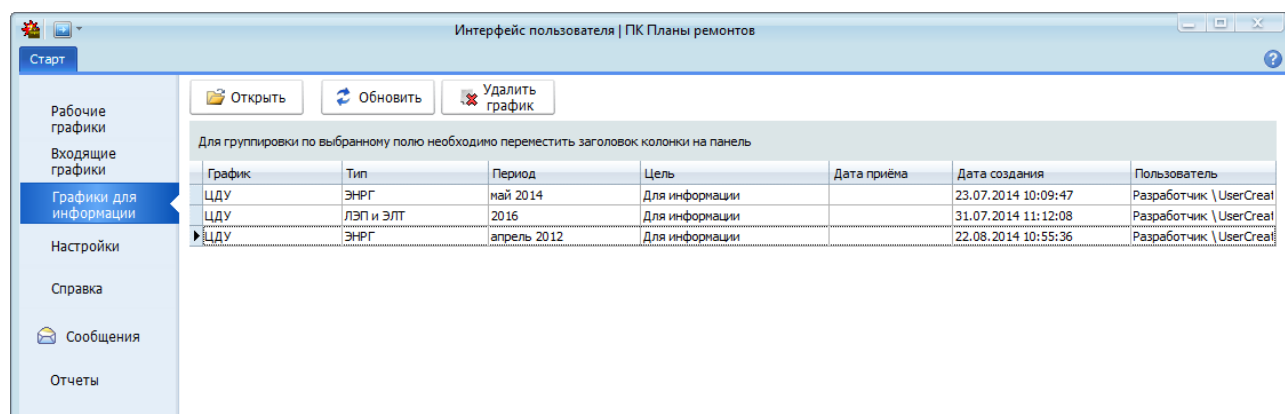 Интерфейс пользователя | ПК Планы ремонтов
Старт
Рабочие
графики
Входящие
графики
Графики для
информации
Настройки
Справка
Сообщения
Отчеты
Открыть
Обновить
Удалить
график
Для группировки по выбранному полю необходимо переместить заголовок колонки на панель
График Тип Период Цель Дата приёма Дата создания Пользователь
ЦДУ ЭНРГ май 2014 Для информации 23.07.2014 10:09:47 Разработчик \ UserCreat
ЦДУ ЛЭП и ЭЛТ 2016 Для информации 31.07.2014 11:12:08 Разработчик \ UserCreat
ЦДУ ЭНРГ апрель 2012 Для информации 22.08.2014 10:55:36 Разработчик \ UserCreat